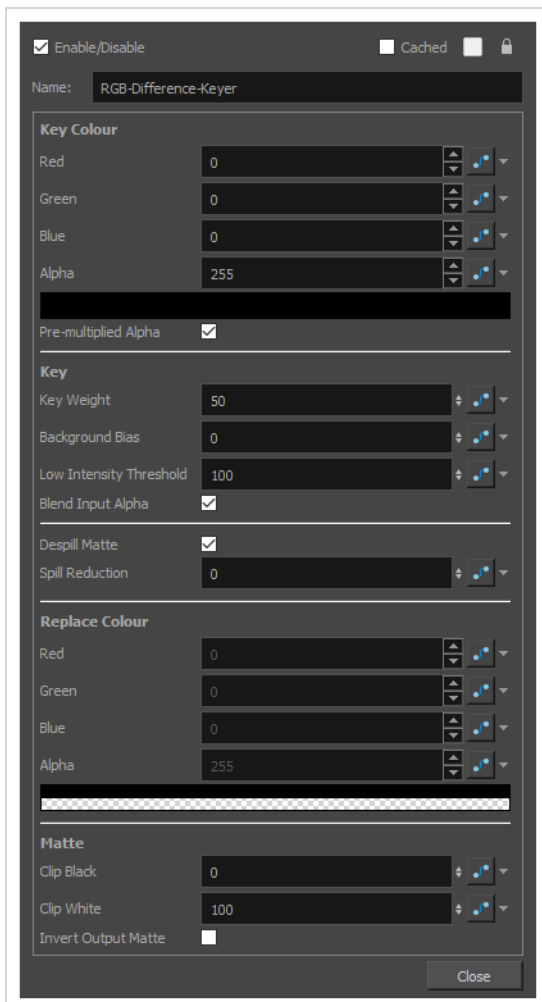 Enable/Disable Cached
Name: RGB-Difference-Keyer
Key Colour
Red 0
Green 0
Blue 0
Alpha 255
Pre-multiplied Alpha
Key
Key Weight 50
Background Bias 0
Low Intensity Threshold 100
Blend Input Alpha
Despill Matte
Spill Reduction 0
Replace Colour
Red 0
Green 0
Blue 0
Alpha 255
Matte
Clip Black 0
Clip White 100
Invert Output Matte
Close